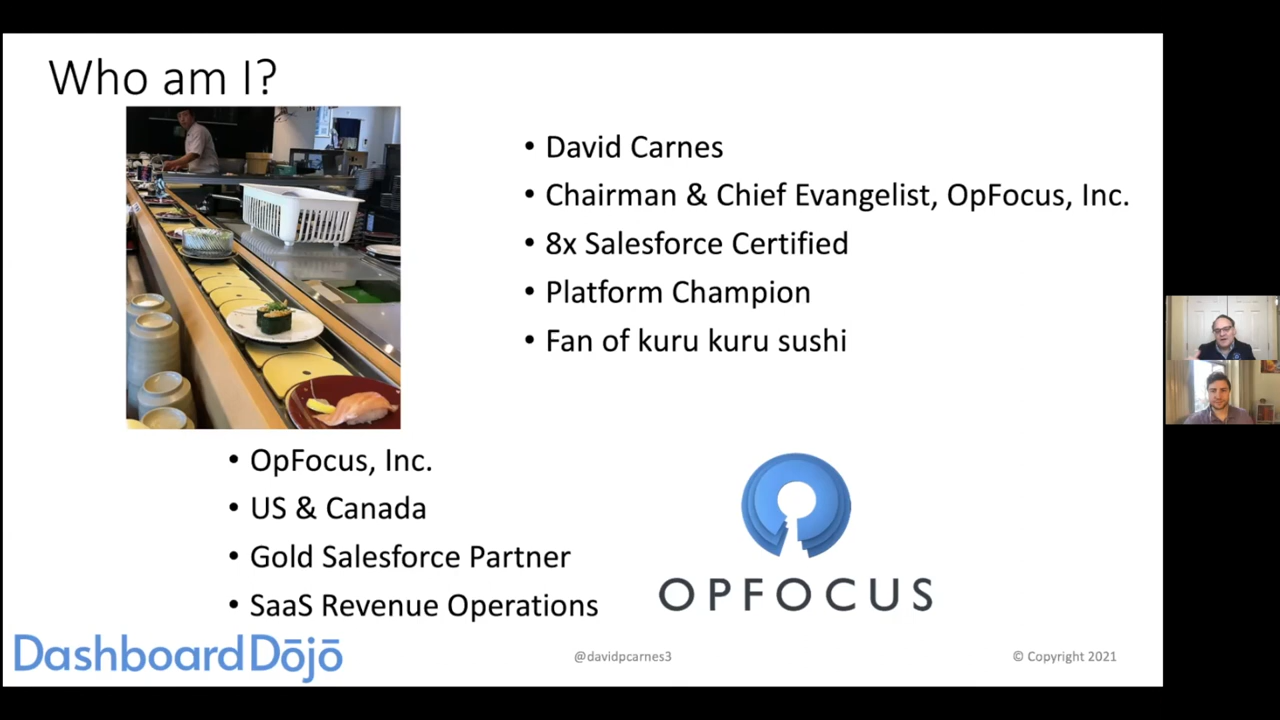 Who am I?
• David Carnes
• Chairman & Chief Evangelist, OpFocus, Inc.
• 8x Salesforce Certified
• Platform Champion
• Fan of kuru kuru sushi
• OpFocus, Inc.
• US & Canada
• Gold Salesforce Partner
• SaaS Revenue Operations
OPFOCUS
DashboardDōjō
@davidpcarnes3
© Copyright 2021